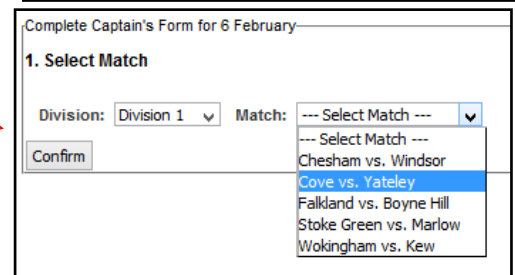 Complete Captain's Form for 6 February
1. Select Match
Division: Division 1 Match: --- Select Match ---
--- Select Match ---
Confirm
Chesham vs. Windsor
Cove vs. Yateley
Falkland vs. Boyne Hill
Stoke Green vs. Marlow
Wokingham vs. Kew